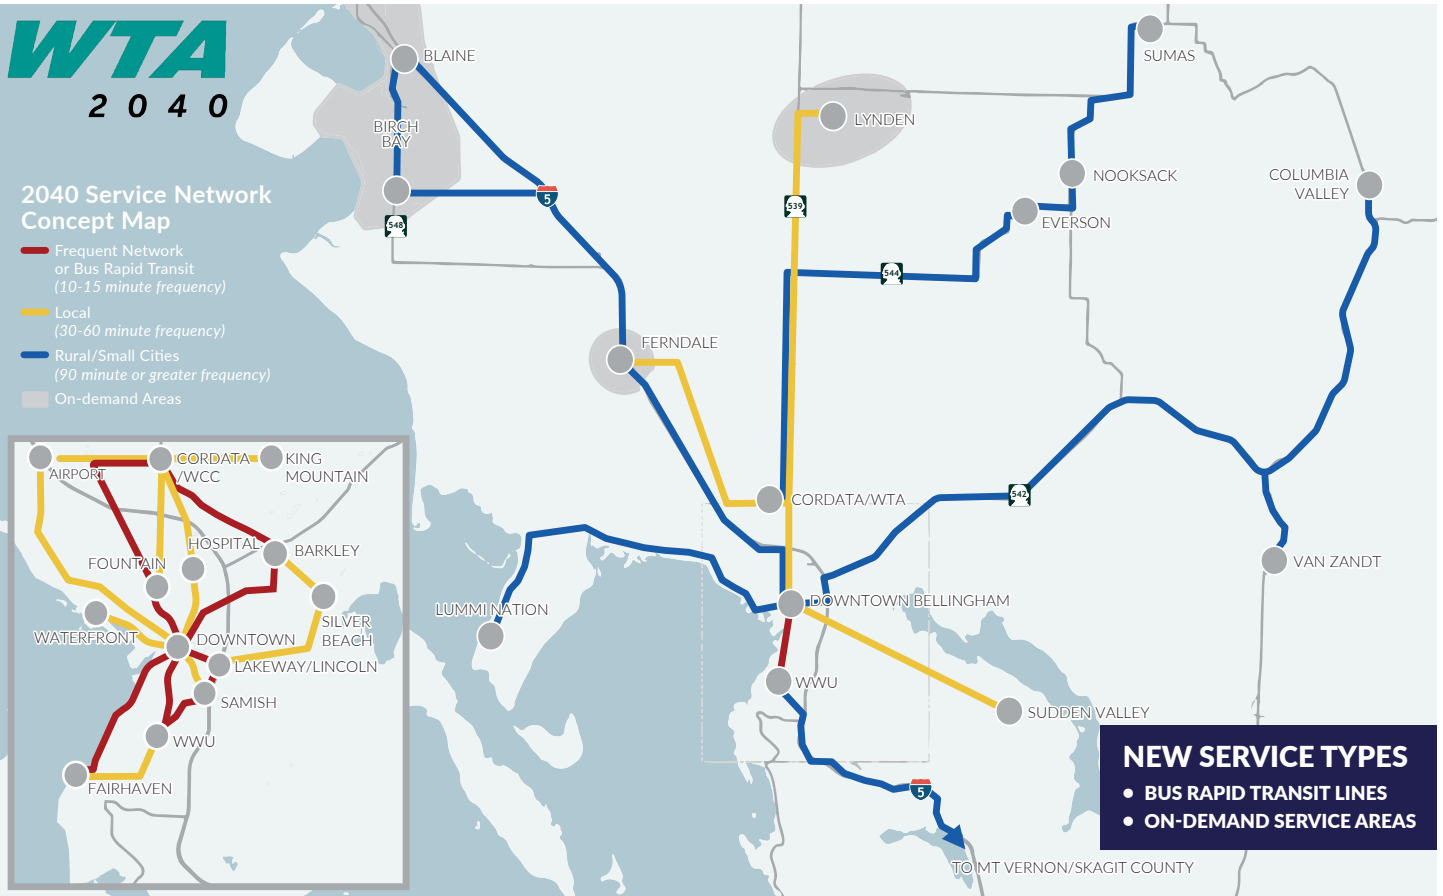 WTA
2040
2040 Service Network
Concept Map
Frequent Network
or Bus Rapid Transit
(10-15 minute frequency)
Local
(30-60 minute frequency)
Rural/Small Cities
(90 minute or greater frequency)
On-demand Areas
BLAINE
BIRCH
BAY
548
5
LYNDEN
539
SUMAS
NOOKSACK
EVERSON
544
COLUMBIA
VALLEY
FERNDALE
CORDATA/WTA
542
VAN ZANDT
LUMMI NATION
DOWNTOWN BELLINGHAM
WWU
SUDDEN VALLEY
5
TO MT VERNON/SKAGIT COUNTY
AIRPORT
CORDATA
/WCC
KING
MOUNTAIN
HOSPITAL
BARKLEY
FOUNTAIN
SILVER
BEACH
WATERFRONT
DOWNTOWN
LAKEWAY/LINCOLN
SAMISH
WWU
FAIRHAVEN
NEW SERVICE TYPES
• BUS RAPID TRANSIT LINES
• ON-DEMAND SERVICE AREAS